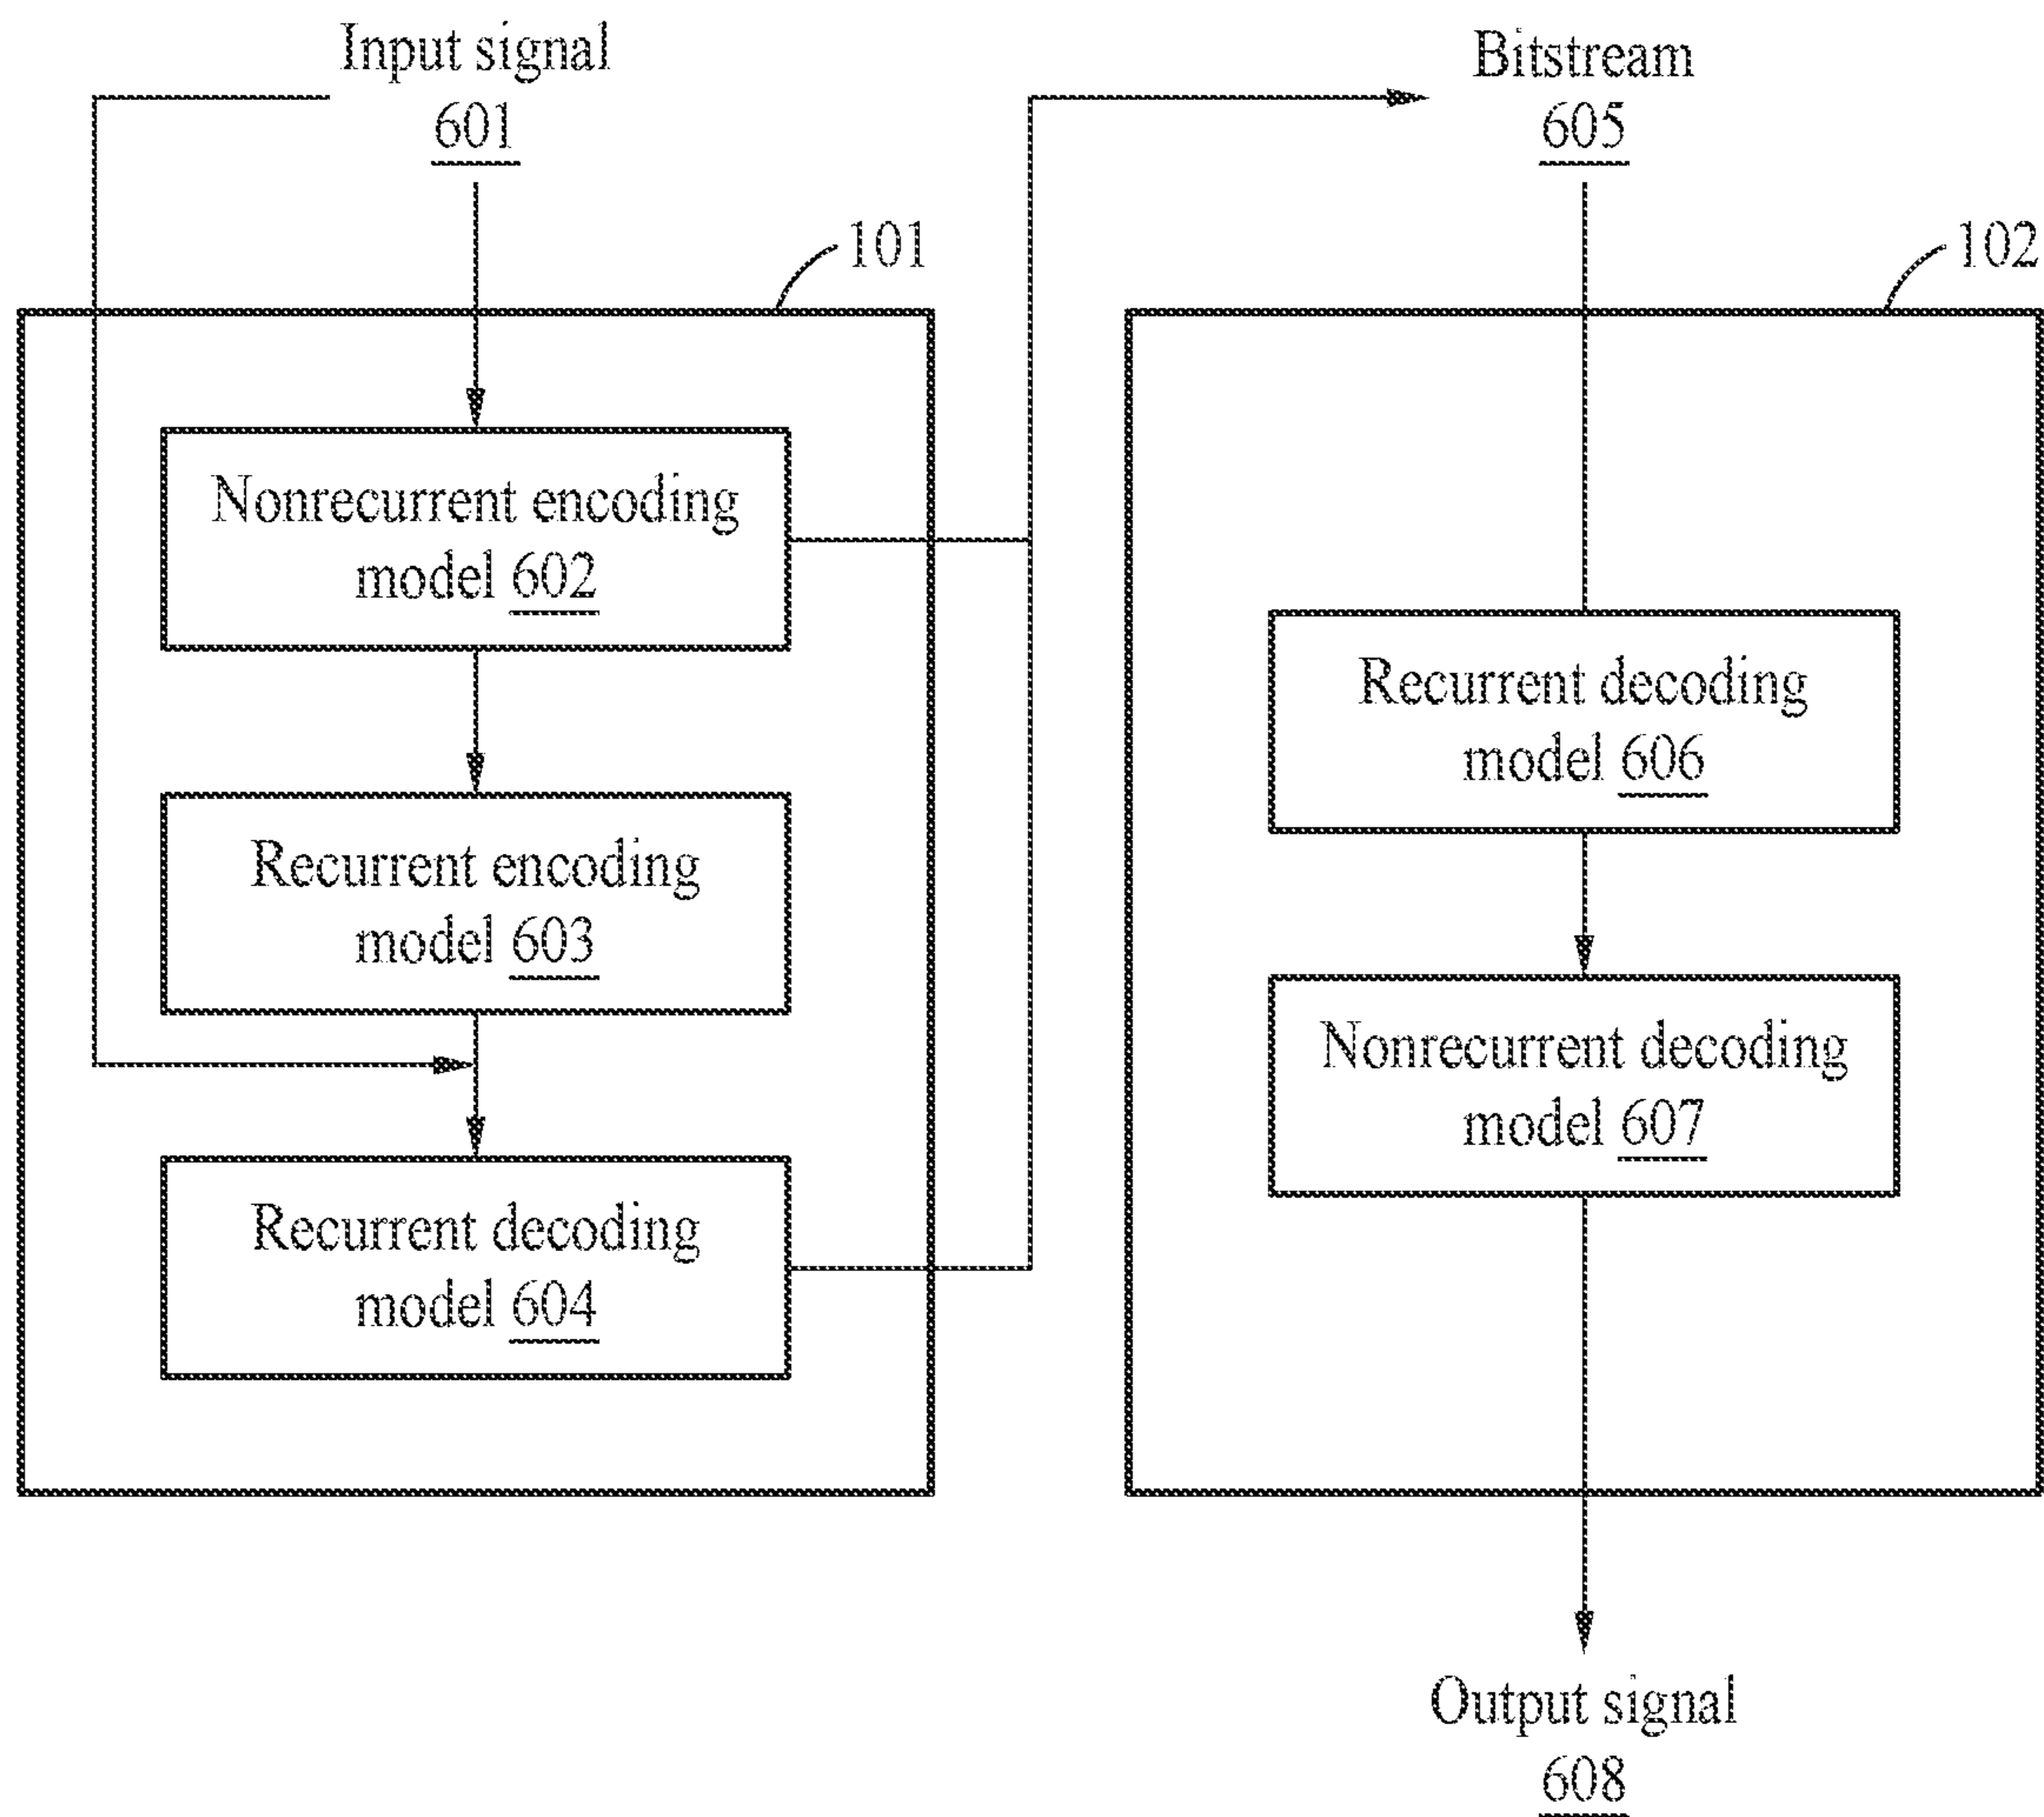 Input signal
601
Bitstream
605
101
102
Nonrecurrent encoding
model 602
Recurrent encoding
model 603
Recurrent decoding
model 604
Recurrent decoding
model 606
Nonrecurrent decoding
model 607
Output signal
608